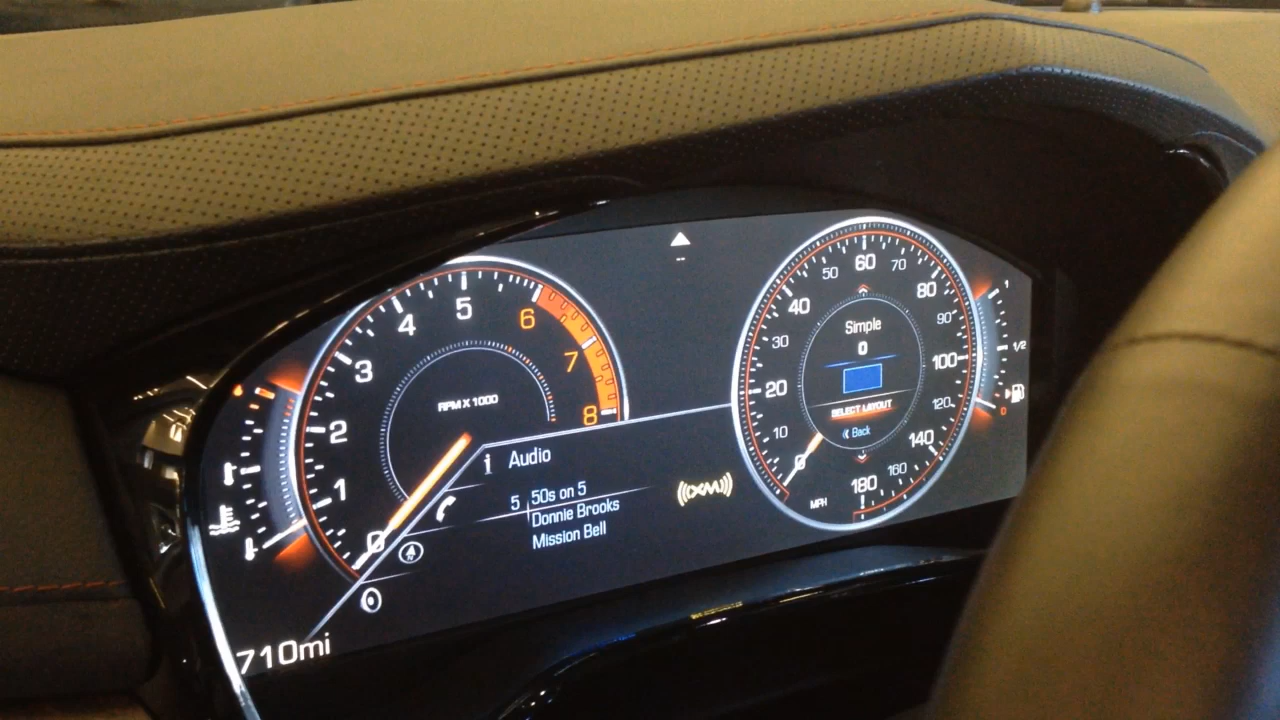 0
1
2
3
4
5
6
7
8
RPM X 1000
i Audio
5 50s on 5
Donnie Brooks
Mission Bell
((XM))
710mi
--
0
10
20
30
40
50
60
70
80
90
100
120
140
160
180
MPH
Simple
0
SELECT LAYOUT
Back
1
1/2
0